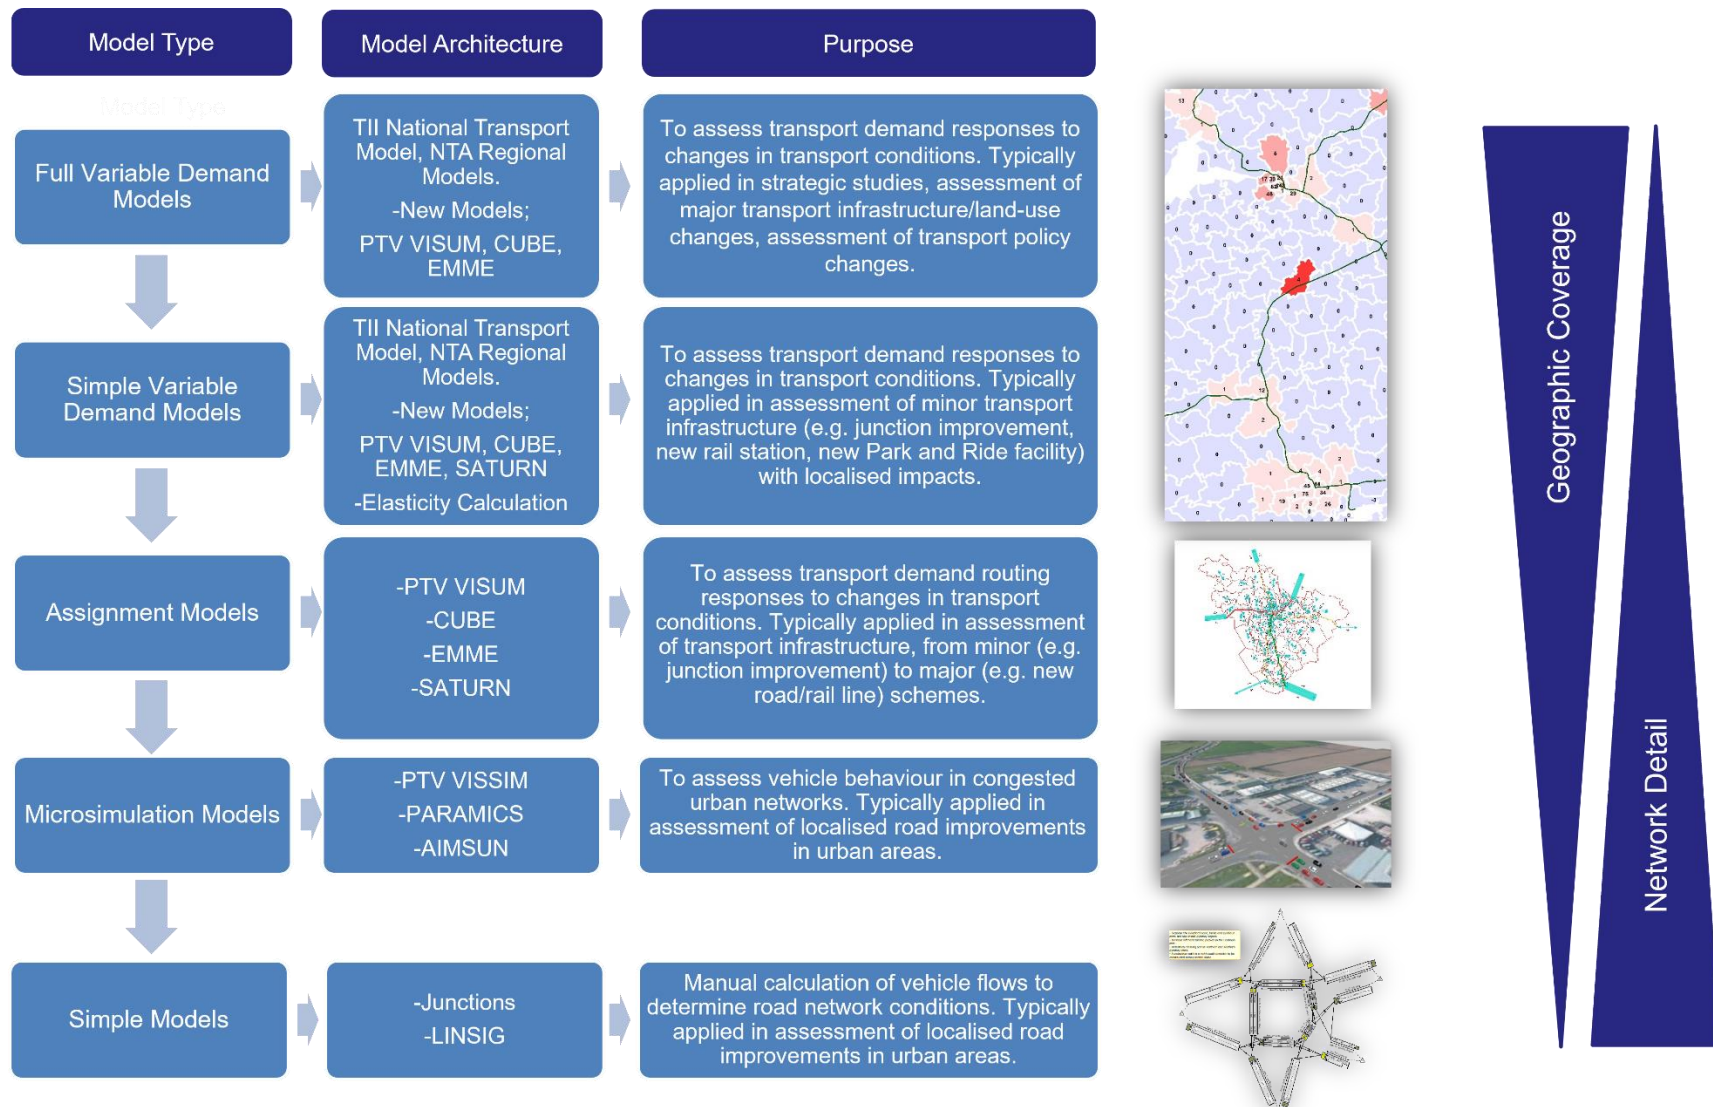 Model Type
Model Architecture
Purpose
Model Type
Full Variable Demand
Models
TII National Transport
Model, NTA Regional
Models.
-New Models;
PTV VISUM, CUBE,
EMME
To assess transport demand responses to
changes in transport conditions. Typically
applied in strategic studies, assessment of
major transport infrastructure/land-use
changes, assessment of transport policy
changes.
Simple Variable
Demand Models
TII National Transport
Model, NTA Regional
Models.
-New Models;
PTV VISUM, CUBE,
EMME, SATURN
-Elasticity Calculation
To assess transport demand responses to
changes in transport conditions. Typically
applied in assessment of minor transport
infrastructure (e.g. junction improvement,
new rail station, new Park and Ride facility)
with localised impacts.
Assignment Models
-PTV VISUM
-CUBE
-EMME
-SATURN
To assess transport demand routing
responses to changes in transport
conditions. Typically applied in assessment
of transport infrastructure, from minor (e.g.
junction improvement) to major (e.g. new
road/rail line) schemes.
Microsimulation Models
-PTV VISSIM
-PARAMICS
-AIMSUN
To assess vehicle behaviour in congested
urban networks. Typically applied in
assessment of localised road improvements
in urban areas.
Simple Models
-Junctions
-LINSIG
Manual calculation of vehicle flows to
determine road network conditions. Typically
applied in assessment of localised road
improvements in urban areas.
Geographic Coverage
Network Detail